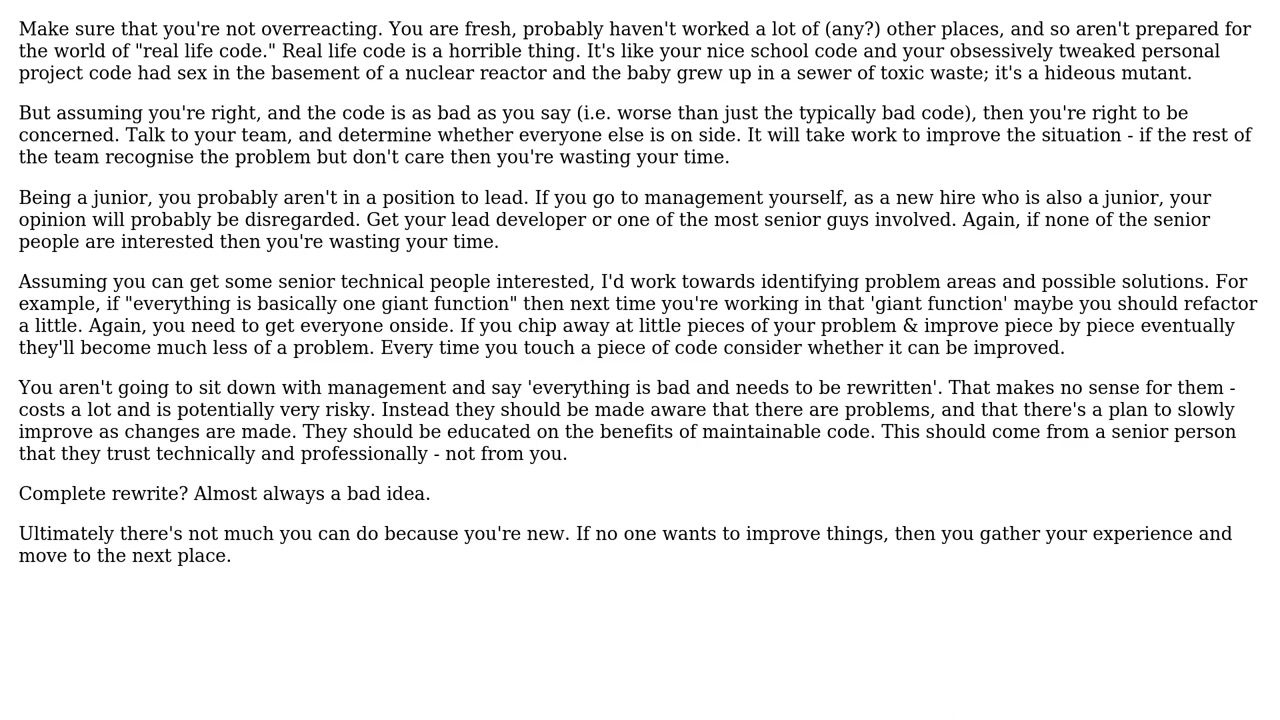 Make sure that you're not overreacting. You are fresh, probably haven't worked a lot of (any?) other places, and so aren't prepared for
the world of "real life code." Real life code is a horrible thing. It's like your nice school code and your obsessively tweaked personal
project code had sex in the basement of a nuclear reactor and the baby grew up in a sewer of toxic waste; it's a hideous mutant.
But assuming you're right, and the code is as bad as you say (i.e. worse than just the typically bad code), then you're right to be
concerned. Talk to your team, and determine whether everyone else is on side. It will take work to improve the situation - if the rest of
the team recognise the problem but don't care then you're wasting your time.
Being a junior, you probably aren't in a position to lead. If you go to management yourself, as a new hire who is also a junior, your
opinion will probably be disregarded. Get your lead developer or one of the most senior guys involved. Again, if none of the senior
people are interested then you're wasting your time.
Assuming you can get some senior technical people interested, I'd work towards identifying problem areas and possible solutions. For
example, if "everything is basically one giant function" then next time you're working in that 'giant function' maybe you should refactor
a little. Again, you need to get everyone onside. If you chip away at little pieces of your problem & improve piece by piece eventually
they'll become much less of a problem. Every time you touch a piece of code consider whether it can be improved.
You aren't going to sit down with management and say 'everything is bad and needs to be rewritten'. That makes no sense for them -
costs a lot and is potentially very risky. Instead they should be made aware that there are problems, and that there's a plan to slowly
improve as changes are made. They should be educated on the benefits of maintainable code. This should come from a senior person
that they trust technically and professionally - not from you.
Complete rewrite? Almost always a bad idea.
Ultimately there's not much you can do because you're new. If no one wants to improve things, then you gather your experience and
move to the next place.